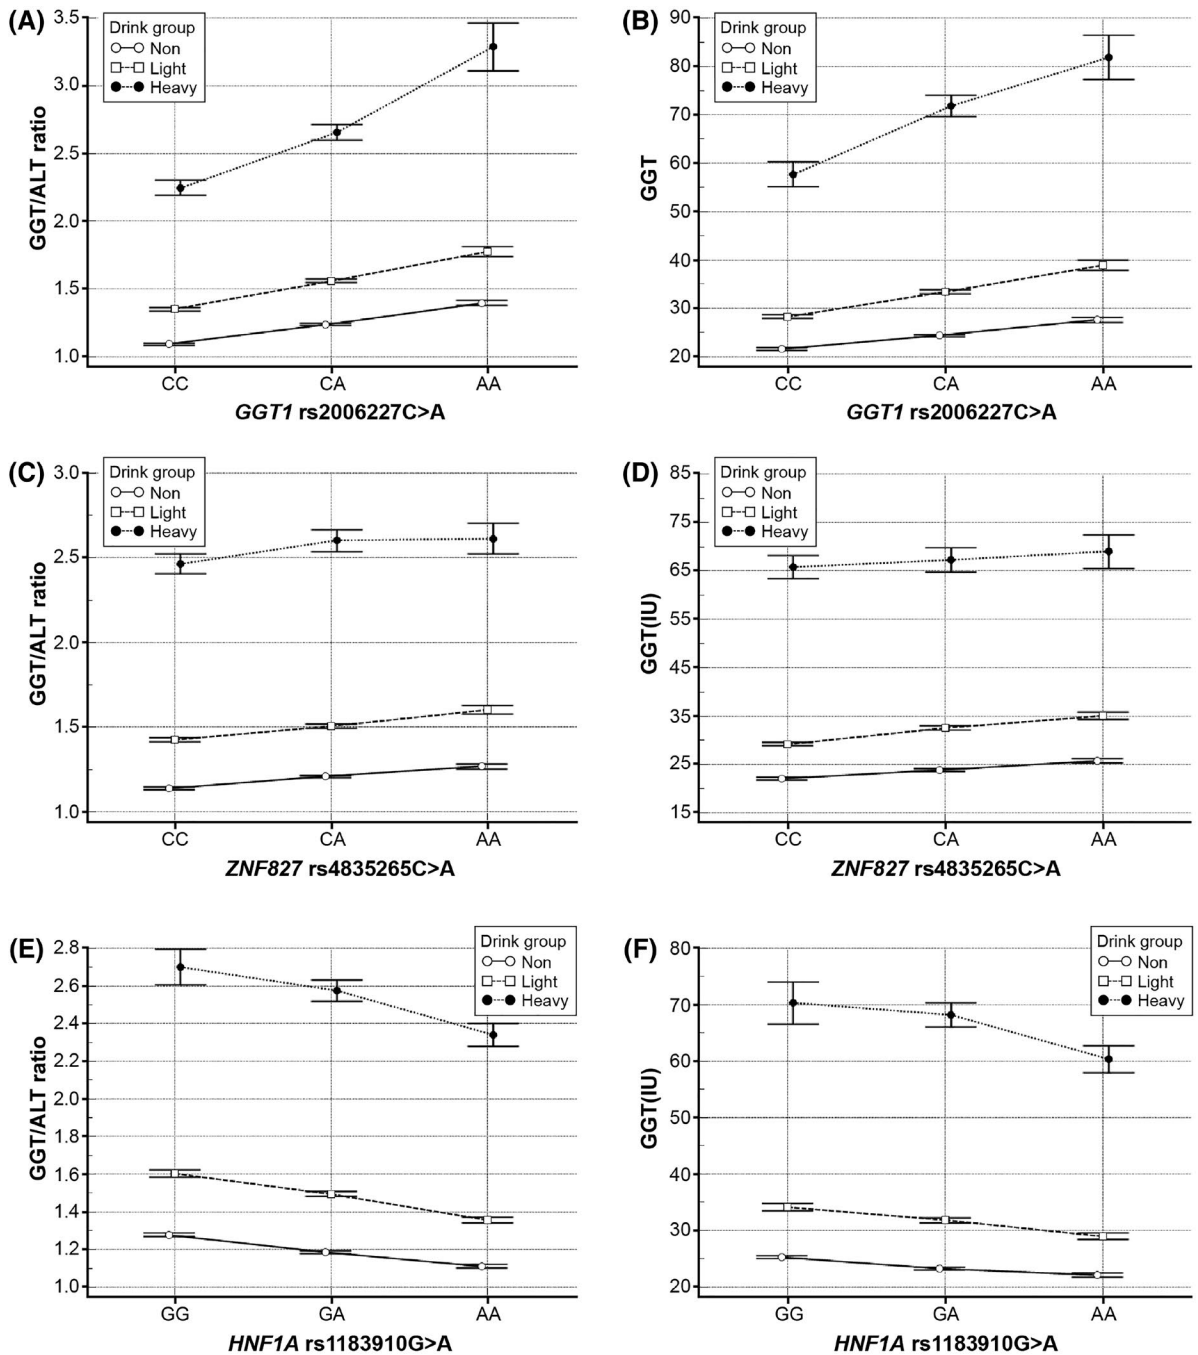 (A)
Drink group
Non
Light
Heavy
3.5
3.0
2.5
2.0
1.5
1.0
GGT/ALT ratio
CC CA AA
GGT1 rs2006227C>A
(B)
Drink group
Non
Light
Heavy
90
80
70
60
50
40
30
20
GGT
CC CA AA
GGT1 rs2006227C>A
(C)
Drink group
Non
Light
Heavy
3.0
2.5
2.0
1.5
1.0
GGT/ALT ratio
CC CA AA
ZNF827 rs4835265C>A
(D)
Drink group
Non
Light
Heavy
85
75
65
55
45
35
25
15
GGT(IU)
CC CA AA
ZNF827 rs4835265C>A
(E)
Drink group
Non
Light
Heavy
2.8
2.6
2.4
2.2
2.0
1.8
1.6
1.4
1.2
1.0
GGT/ALT ratio
GG GA AA
HNF1A rs1183910G>A
(F)
Drink group
Non
Light
Heavy
80
70
60
50
40
30
20
GGT(IU)
GG GA AA
HNF1A rs1183910G>A